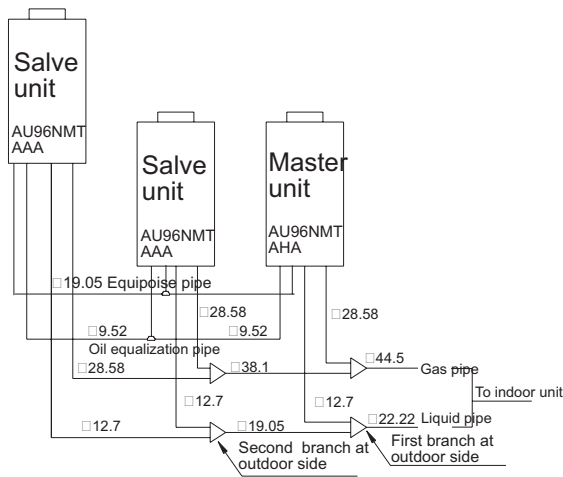 Salve
unit
AU96NMT
AAA
Salve
unit
AU96NMT
AAA
Master
unit
AU96NMT
AHA
□19.05 Equipoise pipe
□28.58
□28.58
□9.52
□9.52
Oil equalization pipe
□28.58
□38.1
□44.5
Gas pipe
To indoor unit
□12.7
□12.7
□12.7
□19.05
□22.22
Liquid pipe
Second branch at
outdoor side
First branch at
outdoor side